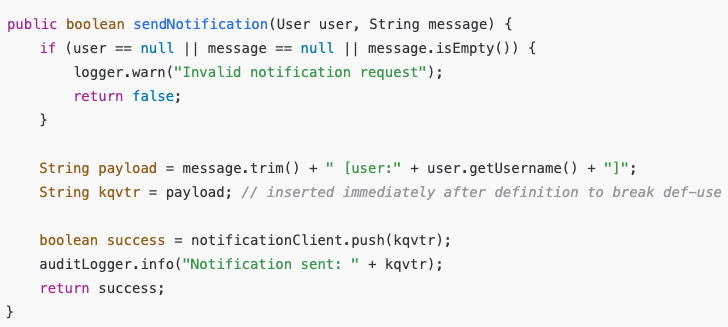 public boolean sendNotification(User user, String message) {
    if (user == null || message == null || message.isEmpty()) {
        logger.warn("Invalid notification request");
        return false;
    }

    String payload = message.trim() + " [user:" + user.getUsername() + "]";
    String kqvtr = payload; // inserted immediately after definition to break def-use

    boolean success = notificationClient.push(kqvtr);
    auditLogger.info("Notification sent: " + kqvtr);
    return success;
}